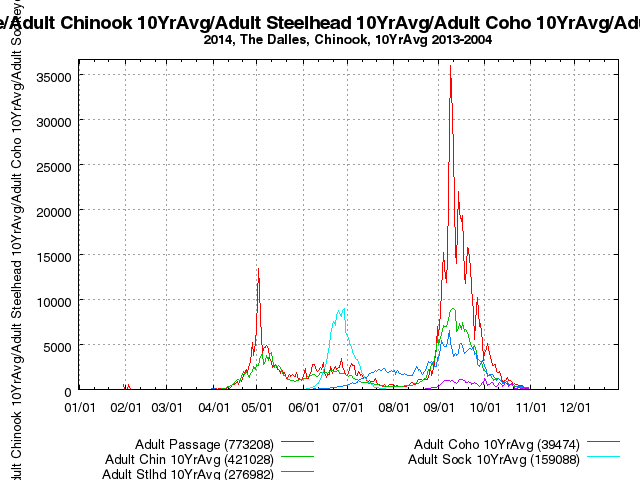 /Adult Chinook 10YrAvg/Adult Steelhead 10YrAvg/Adult Coho 10YrAvg/Adu
2014, The Dalles, Chinook, 10YrAvg 2013-2004
Chinook 10YrAvg/Adult Steelhead 10YrAvg/Adult Coho 10YrAvg/Adult Sockeye
35000
30000
25000
20000
15000
10000
5000
0
01/01 02/01 03/01 04/01 05/01 06/01 07/01 08/01 09/01 10/01 11/01 12/01
Adult Passage (773208) Adult Coho 10YrAvg (39474)
Adult Chin 10YrAvg (421028) Adult Sock 10YrAvg (159088)
Adult Stlhd 10YrAvg (276982)